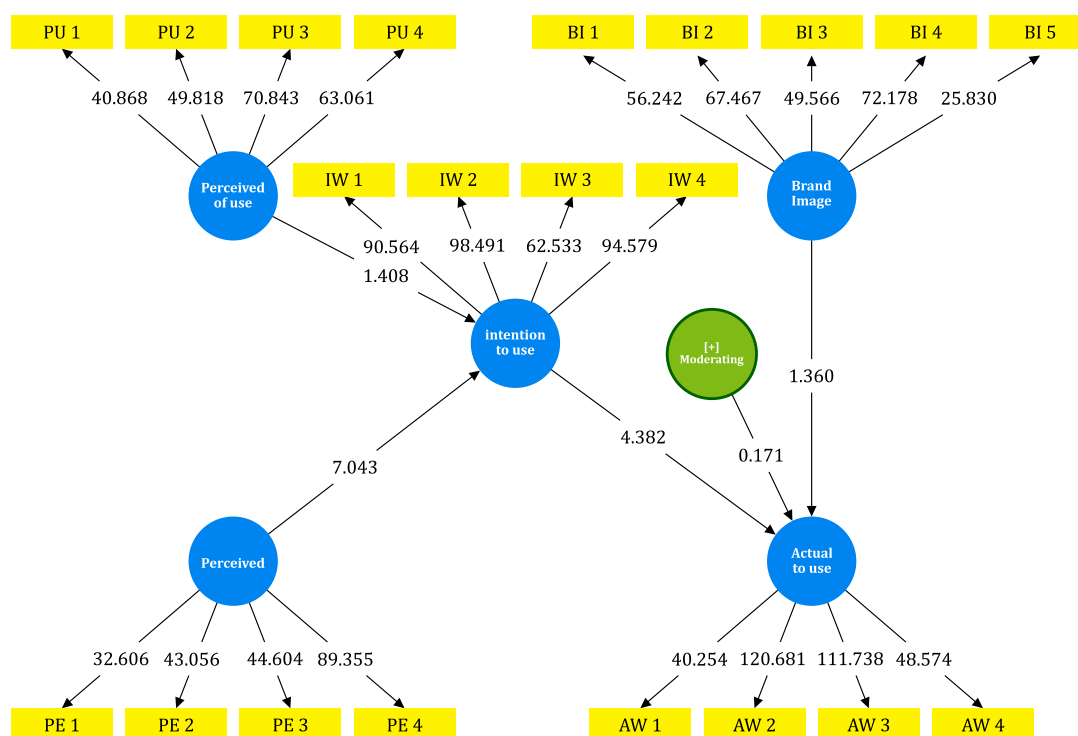 PU 1 PU 2 PU 3 PU 4 BI 1 BI 2 BI 3 BI 4 BI 5
40.868 49.818 70.843 63.061 56.242 67.467 49.566 72.178 25.830
IW 1 IW 2 IW 3 IW 4
Perceived
of use
Brand
Image
90.564 98.491 62.533 94.579
1.408
intention
to use
[+]
Moderating
1.360
4.382
0.171
7.043
Perceived
Actual
to use
32.606 43.056 44.604 89.355 40.254 120.681 111.738 48.574
PE 1 PE 2 PE 3 PE 4 AW 1 AW 2 AW 3 AW 4